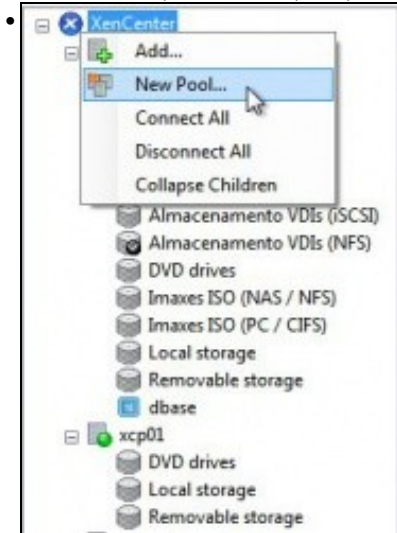 XenCenter
Add...
New Pool...
Connect All
Disconnect All
Collapse Children
Almacenamento VDIs (iSCSI)
Almacenamento VDIs (NFS)
DVD drives
Imaxes ISO (NAS / NFS)
Imaxes ISO (PC / CIFS)
Local storage
Removable storage
dbase
xcp01
DVD drives
Local storage
Removable storage